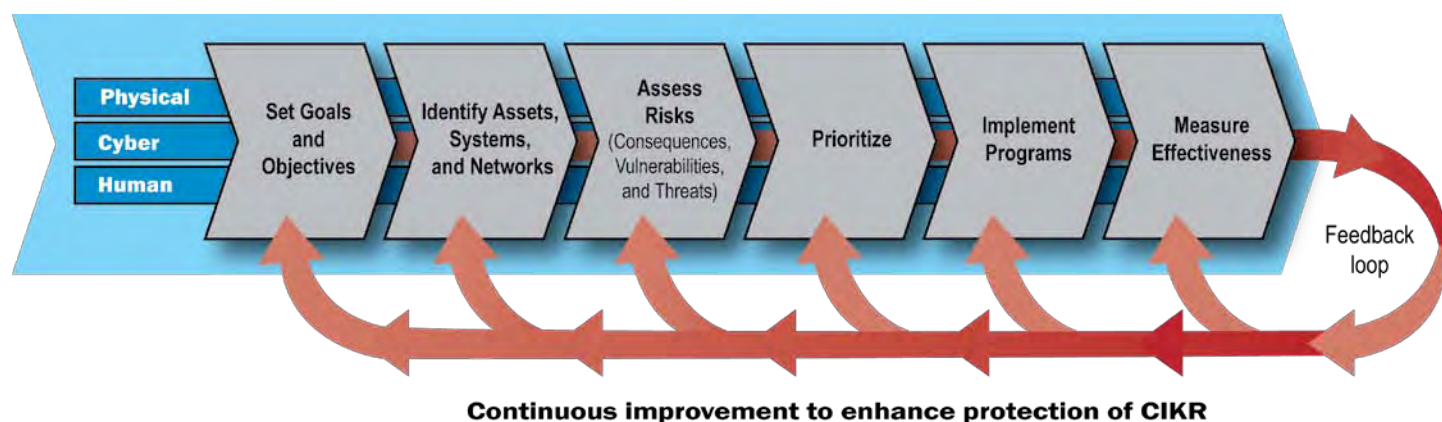 Physical
Cyber
Human
Set Goals
and
Objectives
Identify Assets,
Systems,
and Networks
Assess
Risks
(Consequences,
Vulnerabilities,
and Threats)
Prioritize
Implement
Programs
Measure
Effectiveness
Feedback
loop
Continuous improvement to enhance protection of CIKR